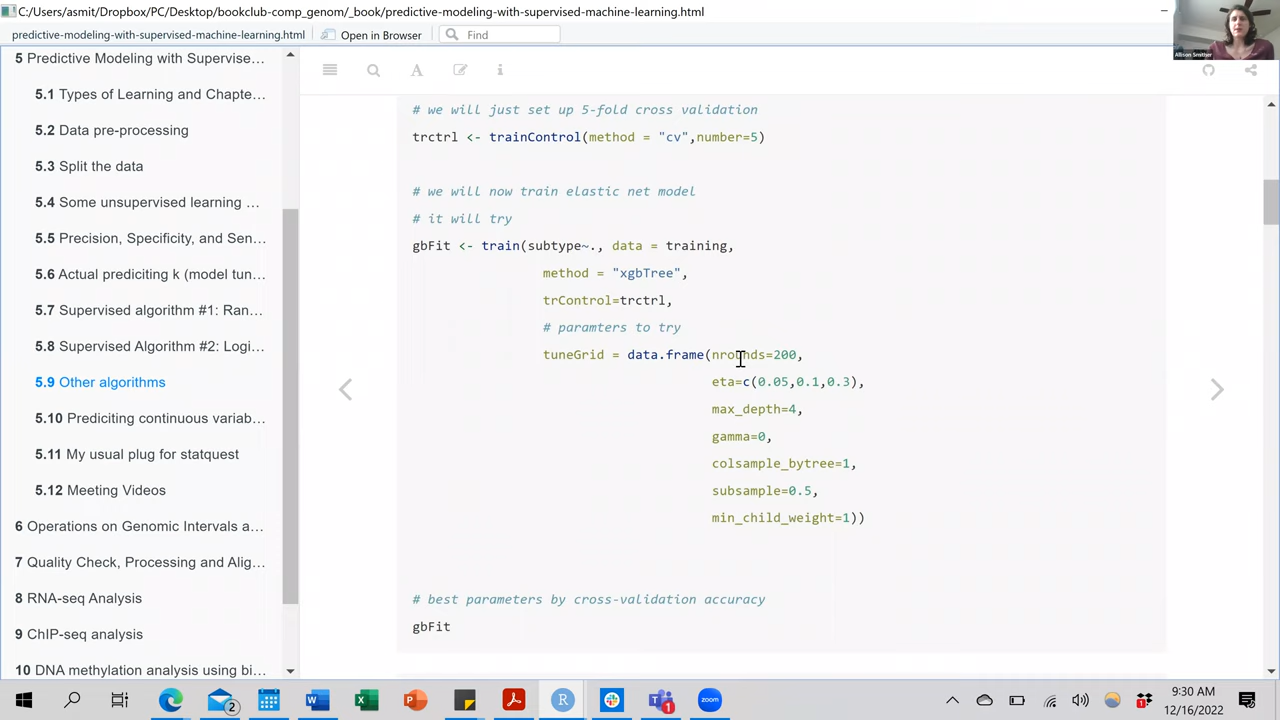 C:/Users/asmit/Dropbox/PC/Desktop/bookclub-comp_genom/_book/predictive-modeling-with-supervised-machine-learning.html
predictive-modeling-with-supervised-machine-learning.html
Open in Browser
Find
Allison Smither
5 Predictive Modeling with Supervise...
5.1 Types of Learning and Chapte...
5.2 Data pre-processing
5.3 Split the data
5.4 Some unsupervised learning ...
5.5 Precision, Specificity, and Sen...
5.6 Actual prediciting k (model tun...
5.7 Supervised algorithm #1: Ran...
5.8 Supervised Algorithm #2: Logi...
5.9 Other algorithms
5.10 Prediciting continuous variab...
5.11 My usual plug for statquest
5.12 Meeting Videos
6 Operations on Genomic Intervals a...
7 Quality Check, Processing and Alig...
8 RNA-seq Analysis
9 ChIP-seq analysis
10 DNA methylation analysis using bi...
# we will just set up 5-fold cross validation
trctrl <- trainControl(method = "cv",number=5)
# we will now train elastic net model
# it will try
gbFit <- train(subtype~., data = training,
method = "xgbTree",
trControl=trctrl,
# paramters to try
tuneGrid = data.frame(nrounds=200,
eta=c(0.05,0.1,0.3),
max_depth=4,
gamma=0,
colsample_bytree=1,
subsample=0.5,
min_child_weight=1))
# best parameters by cross-validation accuracy
gbFit
2
1
zoom
1
9:30 AM
12/16/2022